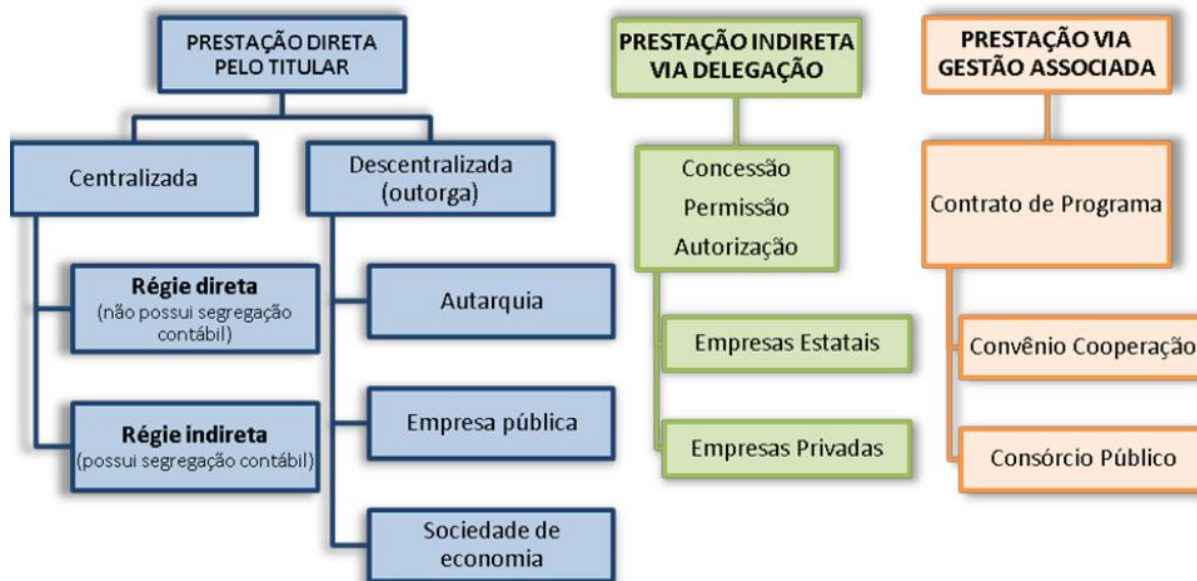 PRESTAÇÃO DIRETA
PELO TITULAR
Centralizada
Régie direta
(não possui segregação
contábil)
Régie indireta
(possui segregação contábil)
Descentralizada
(outorga)
Autarquia
Empresa pública
Sociedade de
economia
PRESTAÇÃO INDIRETA
VIA DELEGAÇÃO
Concessão
Permissão
Autorização
Empresas Estatais
Empresas Privadas
PRESTAÇÃO VIA
GESTÃO ASSOCIADA
Contrato de Programa
Convênio Cooperação
Consórcio Público